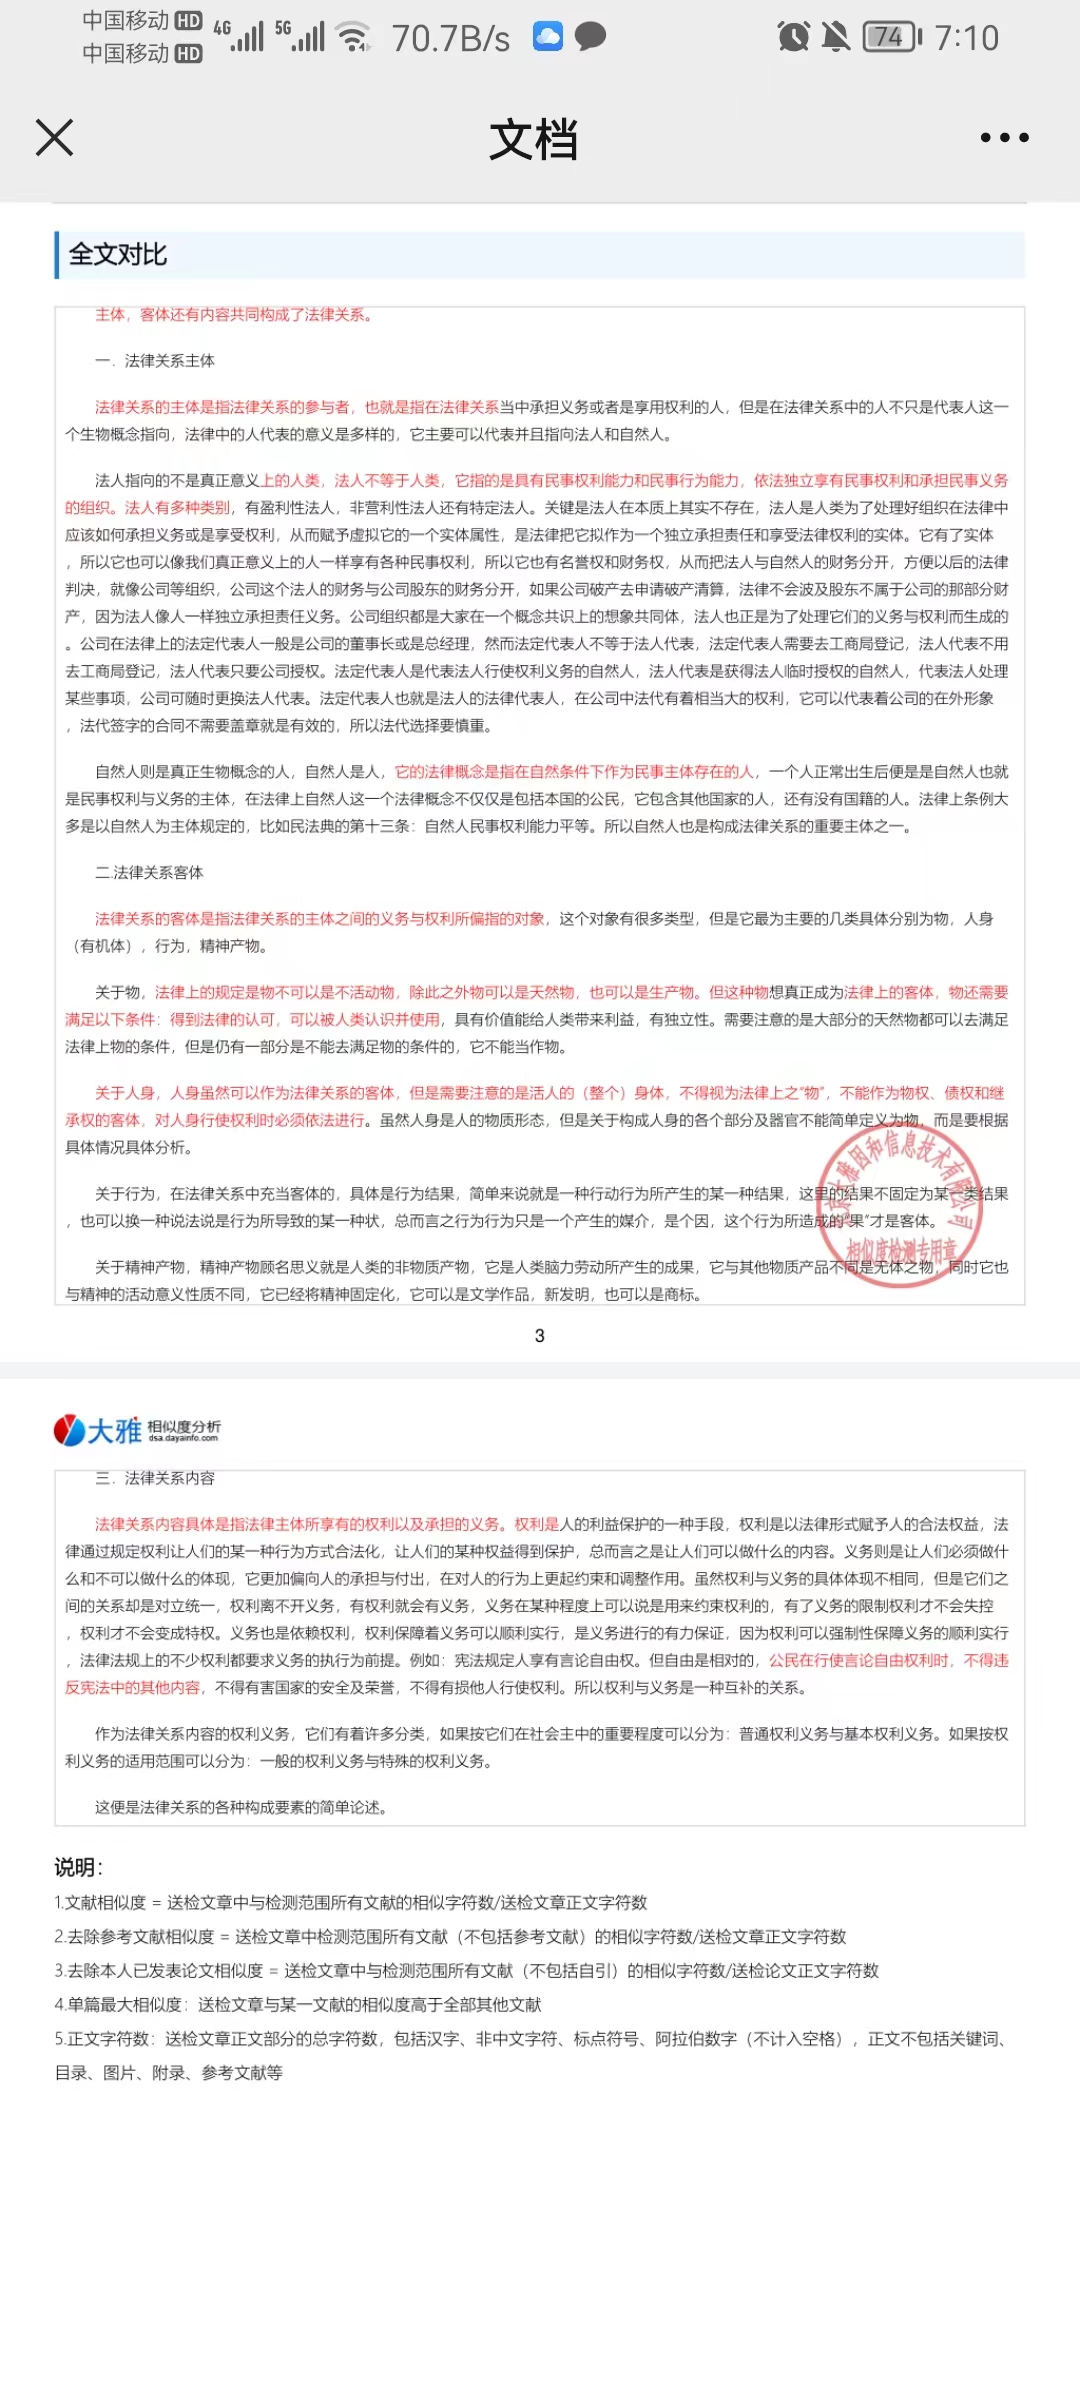 中国移动 HD 4G 5G 70.7B/s 74 7:10
中国移动 HD
文档
全文对比
主体，客体还有内容共同构成了法律关系。
一．法律关系主体
法律关系的主体是指法律关系的参与者，也就是指在法律关系当中承担义务或者是享用权利的人，但是在法律关系中的人不只是代表人这一
个生物概念指向，法律中的人代表的意义是多样的，它主要可以代表并且指向法人和自然人。
法人指向的不是真正意义上的人类，法人不等于人类，它指的是具有民事权利能力和民事行为能力，依法独立享有民事权利和承担民事义务
的组织。法人有多种类别，有盈利性法人，非营利性法人还有特定法人。关键是法人在本质上其实不存在，法人是人类为了处理好组织在法律中
应该如何承担义务或是享受权利，从而赋予虚拟它的一个实体属性，是法律把它拟作为一个独立承担责任和享受法律权利的实体。它有了实体
，所以它也可以像我们真正意义上的人一样享有各种民事权利，所以它也有名誉权和财务权，从而把法人与自然人的财务分开，方便以后的法律
判决，就像公司等组织，公司这个法人的财务与公司股东的财务分开，如果公司破产去申请破产清算，法律不会波及股东不属于公司的那部分财
产，因为法人像人一样独立承担责任义务。公司组织都是大家在一个概念共识上的想象共同体，法人也正是为了处理它们的义务与权利而生成的
。公司在法律上的法定代表人一般是公司的董事长或是总经理，然而法定代表人不等于法人代表，法定代表人需要去工商局登记，法人代表不用
去工商局登记，法人代表只要公司授权。法定代表人是代表法人行使权利义务的自然人，法人代表是获得法人临时授权的自然人，代表法人处理
某些事项，公司可随时更换法人代表。法定代表人也就是法人的法律代表人，在公司中法代有着相当大的权利，它可以代表着公司的在外形象
，法代签字的合同不需要盖章就是有效的，所以法代选择要慎重。
自然人则是真正生物概念的人，自然人是人，它的法律概念是指在自然条件下作为民事主体存在的人，一个人正常出生后便是是自然人也就
是民事权利与义务的主体，在法律上自然人这一个法律概念不仅仅是包括本国的公民，它包含其他国家的人，还有没有国籍的人。法律上条例大
多是以自然人为主体规定的，比如民法典的第十三条：自然人民事权利能力平等。所以自然人也是构成法律关系的重要主体之一。
二.法律关系客体
法律关系的客体是指法律关系的主体之间的义务与权利所偏指的对象，这个对象有很多类型，但是它最为主要的几类具体分别为物，人身
（有机体），行为，精神产物。
关于物，法律上的规定是物不可以是不活动物，除此之外物可以是天然物，也可以是生产物。但这种物想真正成为法律上的客体，物还需要
满足以下条件：得到法律的认可，可以被人类认识并使用，具有价值能给人类带来利益，有独立性。需要注意的是大部分的天然物都可以去满足
法律上物的条件，但是仍有一部分是不能去满足物的条件的，它不能当作物。
关于人身，人身虽然可以作为法律关系的客体，但是需要注意的是活人的（整个）身体，不得视为法律上之“物”，不能作为物权、债权和继
承权的客体，对人身行使权利时必须依法进行。虽然人身是人的物质形态，但是关于构成人身的各个部分及器官不能简单定义为物，而是要根据
具体情况具体分析。
关于行为，在法律关系中充当客体的，具体是行为结果，简单来说就是一种行动行为所产生的某一种结果，这里的结果不固定为某一类结果
，也可以换一种说法说是行为所导致的某一种状，总而言之行为行为只是一个产生的媒介，是个因，这个行为所造成的“果”才是客体。
关于精神产物，精神产物顾名思义就是人类的非物质产物，它是人类脑力劳动所产生的成果，它与其他物质产品不同是无体之物，同时它也
与精神的活动意义性质不同，它已经将精神固定化，它可以是文学作品，新发明，也可以是商标。
北京大雅因和信息技术有限公司
相似度检测专用章
3
大雅 相似度分析
dsa.dayainfo.com
三．法律关系内容
法律关系内容具体是指法律主体所享有的权利以及承担的义务。权利是人的利益保护的一种手段，权利是以法律形式赋予人的合法权益，法
律通过规定权利让人们的某一种行为方式合法化，让人们的某种权益得到保护，总而言之是让人们可以做什么的内容。义务则是让人们必须做什
么和不可以做什么的体现，它更加偏向人的承担与付出，在对人的行为上更起约束和调整作用。虽然权利与义务的具体体现不相同，但是它们之
间的关系却是对立统一，权利离不开义务，有权利就会有义务，义务在某种程度上可以说是用来约束权利的，有了义务的限制权利才不会失控
，权利才不会变成特权。义务也是依赖权利，权利保障着义务可以顺利实行，是义务进行的有力保证，因为权利可以强制性保障义务的顺利实行
，法律法规上的不少权利都要求义务的执行为前提。例如：宪法规定人享有言论自由权。但自由是相对的，公民在行使言论自由权利时，不得违
反宪法中的其他内容，不得有害国家的安全及荣誉，不得有损他人行使权利。所以权利与义务是一种互补的关系。
作为法律关系内容的权利义务，它们有着许多分类，如果按它们在社会主中的重要程度可以分为：普通权利义务与基本权利义务。如果按权
利义务的适用范围可以分为：一般的权利义务与特殊的权利义务。
这便是法律关系的各种构成要素的简单论述。
说明：
1.文献相似度 = 送检文章中与检测范围所有文献的相似字符数/送检文章正文字符数
2.去除参考文献相似度 = 送检文章中检测范围所有文献（不包括参考文献）的相似字符数/送检文章正文字符数
3.去除本人已发表论文相似度 = 送检文章中与检测范围所有文献（不包括自引）的相似字符数/送检论文正文字符数
4.单篇最大相似度：送检文章与某一文献的相似度高于全部其他文献
5.正文字符数：送检文章正文部分的总字符数，包括汉字、非中文字符、标点符号、阿拉伯数字（不计入空格），正文不包括关键词、
目录、图片、附录、参考文献等